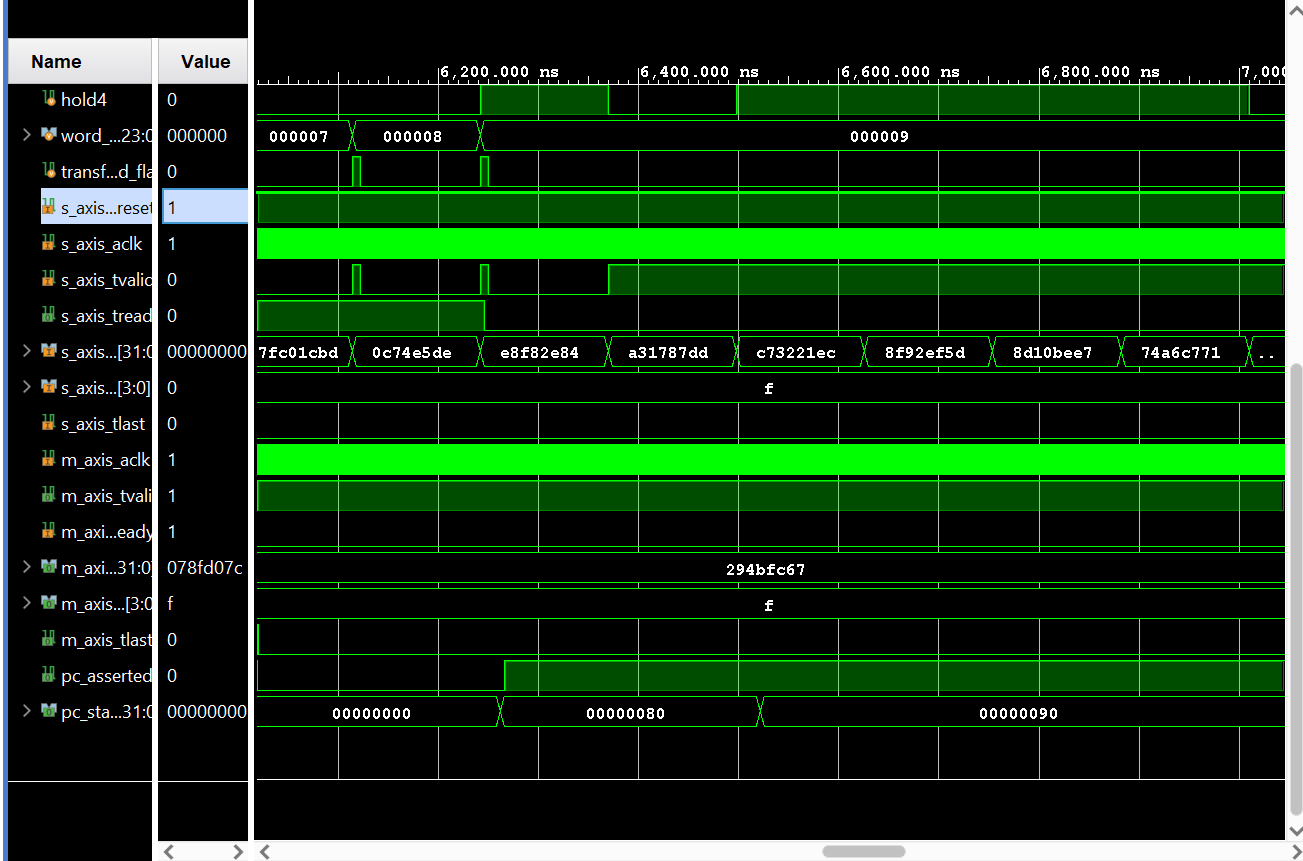 Name Value
6,200.000 ns 6,400.000 ns 6,600.000 ns 6,800.000 ns 7,000
hold4 0
word_...23:0 000000 000007 000008 000009
transf...d_fla 0
s_axis...reset 1
s_axis_aclk 1
s_axis_tvalid 0
s_axis_tread 0
s_axis...[31:0 00000000 7fc01cbd 0c74e5de e8f82e84 a31787dd c73221ec 8f92ef5d 8d10bee7 74a6c771 ..
s_axis...[3:0] 0 f
s_axis_tlast 0
m_axis_aclk 1
m_axis_tvali 1
m_axi...eady 1
m_axi...31:0] 078fd07c 294bfc67
m_axis...[3:0 f f
m_axis_tlast 0
pc_asserted 0
pc_sta...31:0 00000000 00000000 00000080 00000090